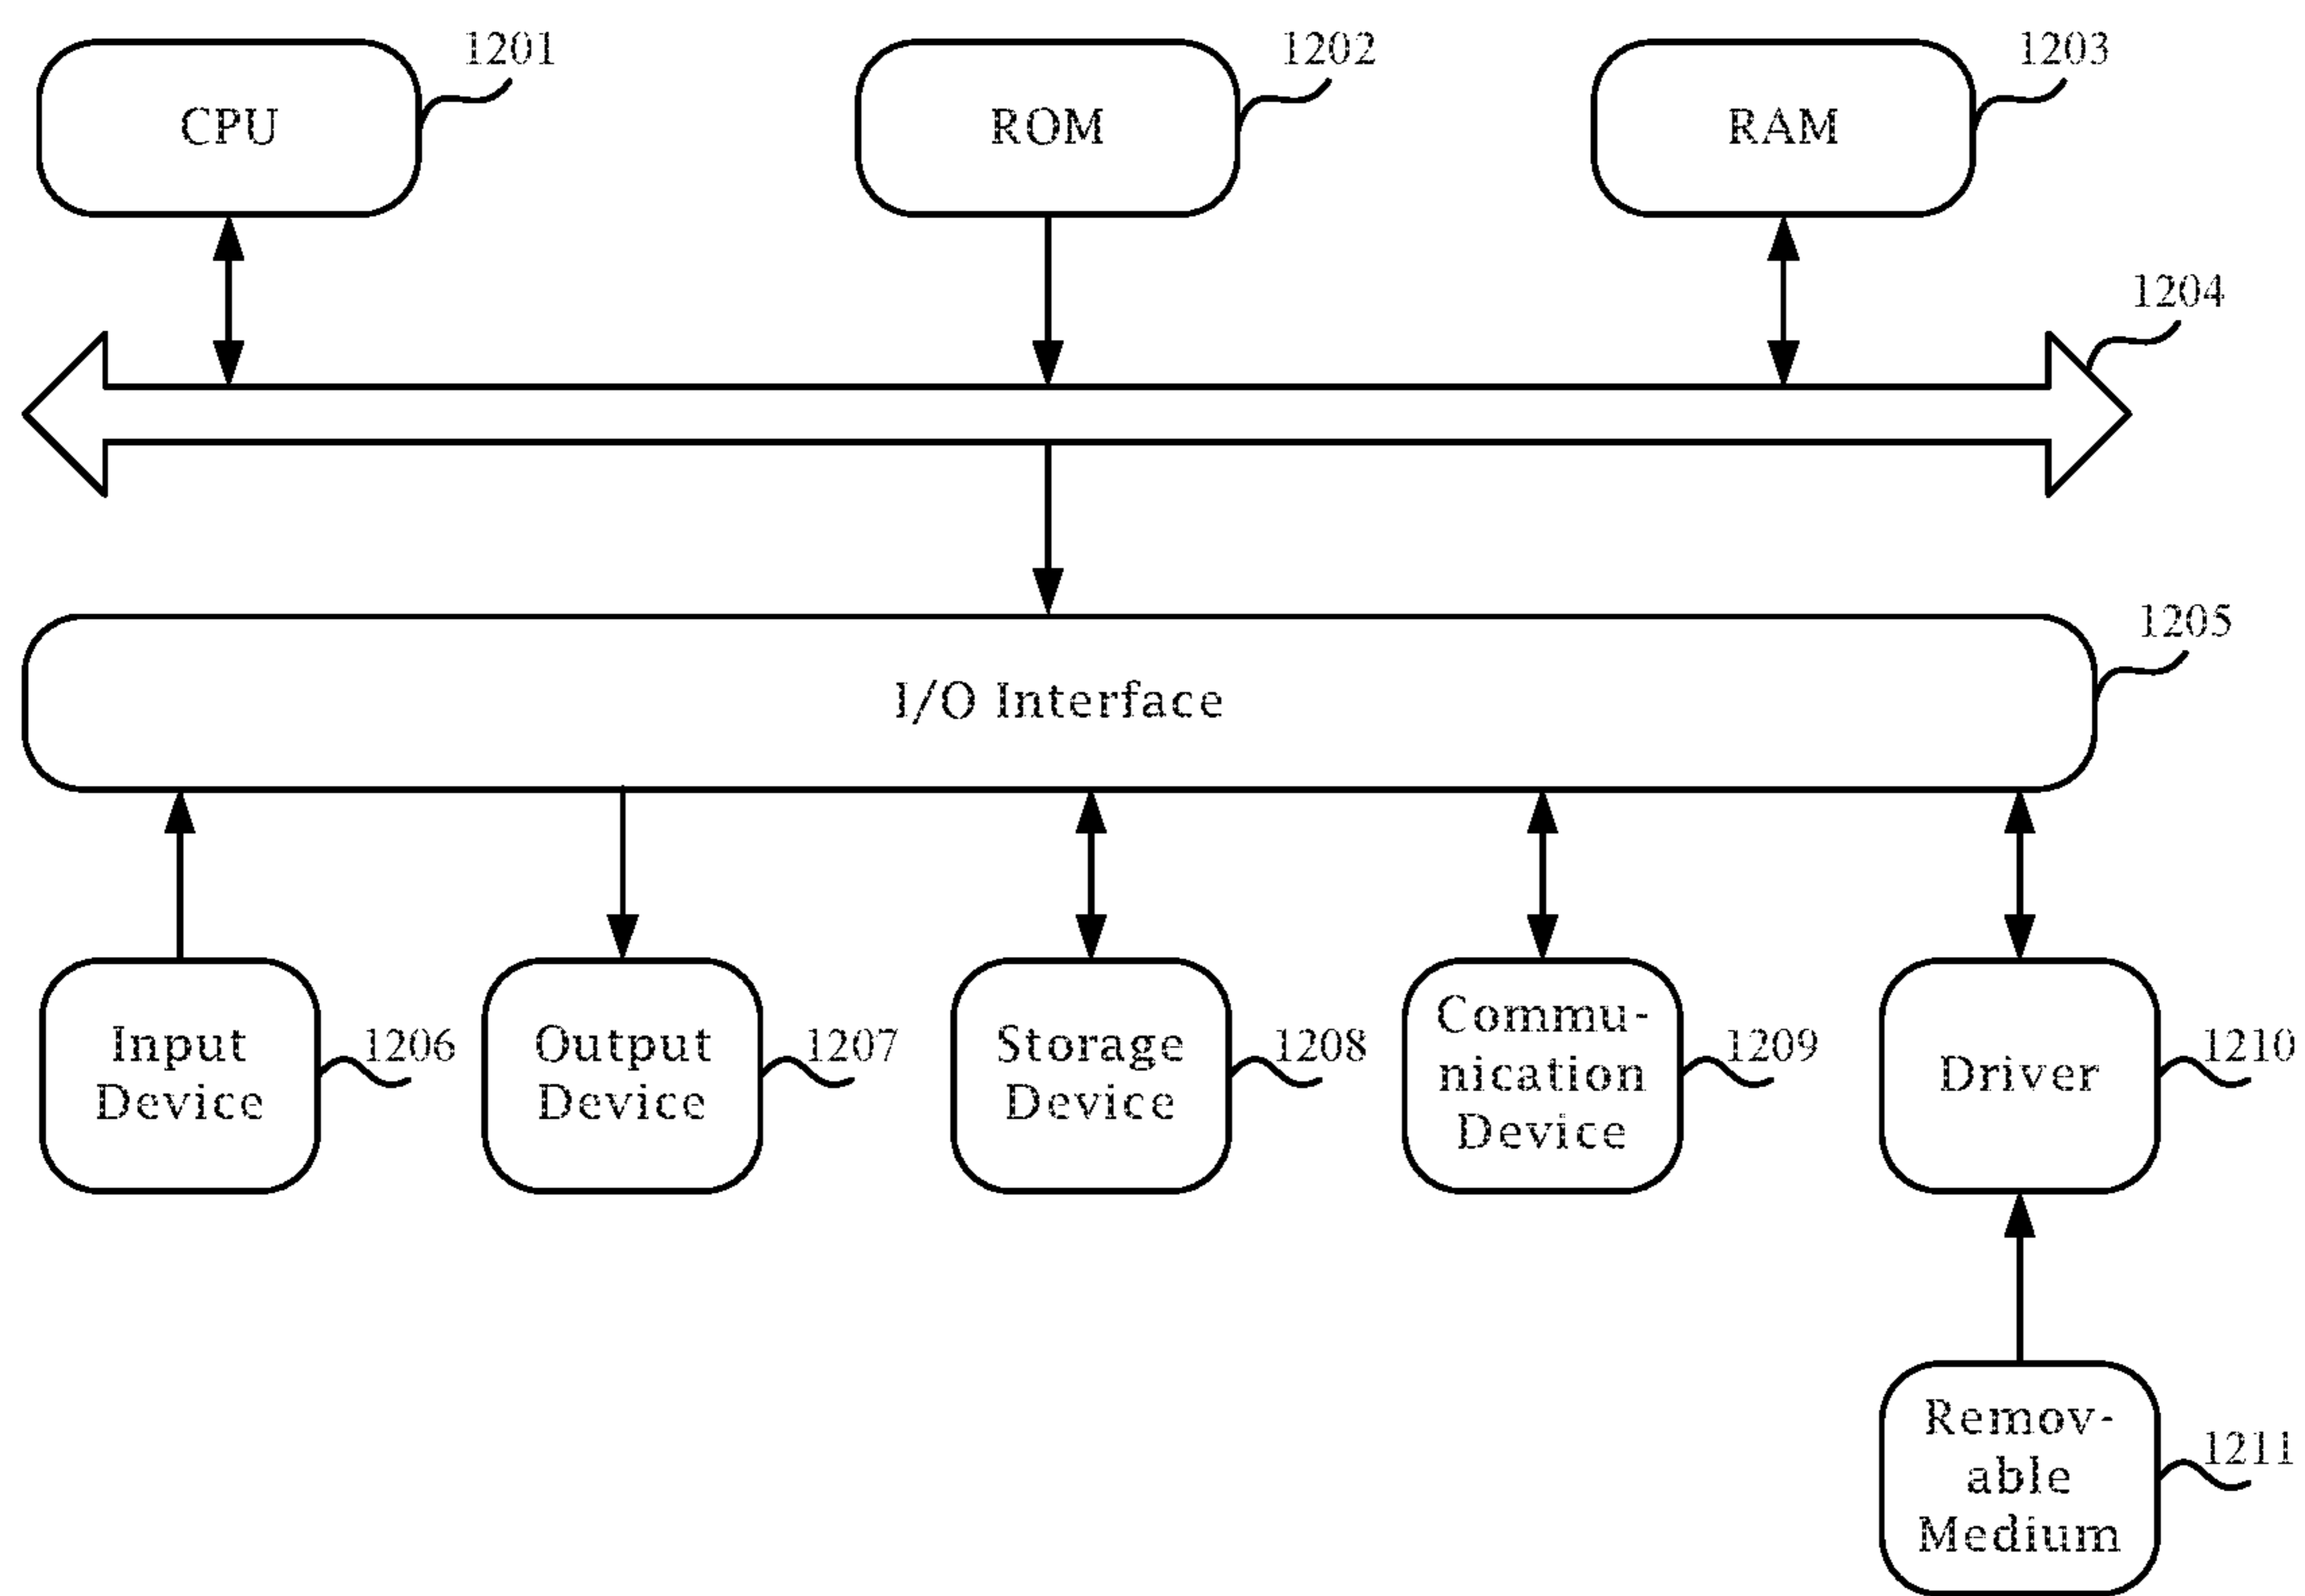 CPU
1201
ROM
1202
RAM
1203
1204
I/O Interface
1205
Input
Device
1206
Output
Device
1207
Storage
Device
1208
Commu-
nication
Device
1209
Driver
1210
Remov-
able
Medium
1211